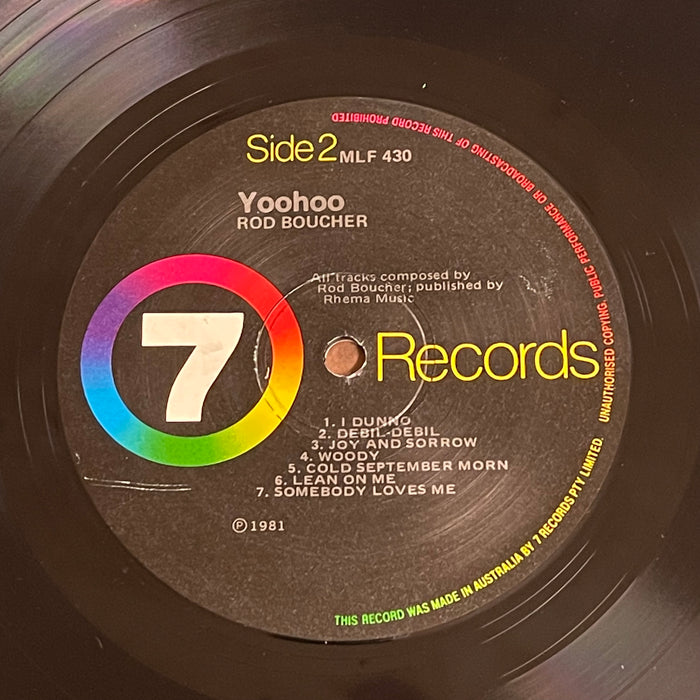 Side 2 MLF 430
Yoohoo
ROD BOUCHER
All tracks composed by
Rod Boucher; published by
Rhema Music
7 Records
1. I DUNNO
2. DEBIL-DEBIL
3. JOY AND SORROW
4. WOODY
5. COLD SEPTEMBER MORN
6. LEAN ON ME
7. SOMEBODY LOVES ME
℗ 1981
THIS RECORD WAS MADE IN AUSTRALIA BY 7 RECORDS PTY LIMITED. UNAUTHORISED COPYING, PUBLIC PERFORMANCE OR BROADCASTING OF THIS RECORD PROHIBITED